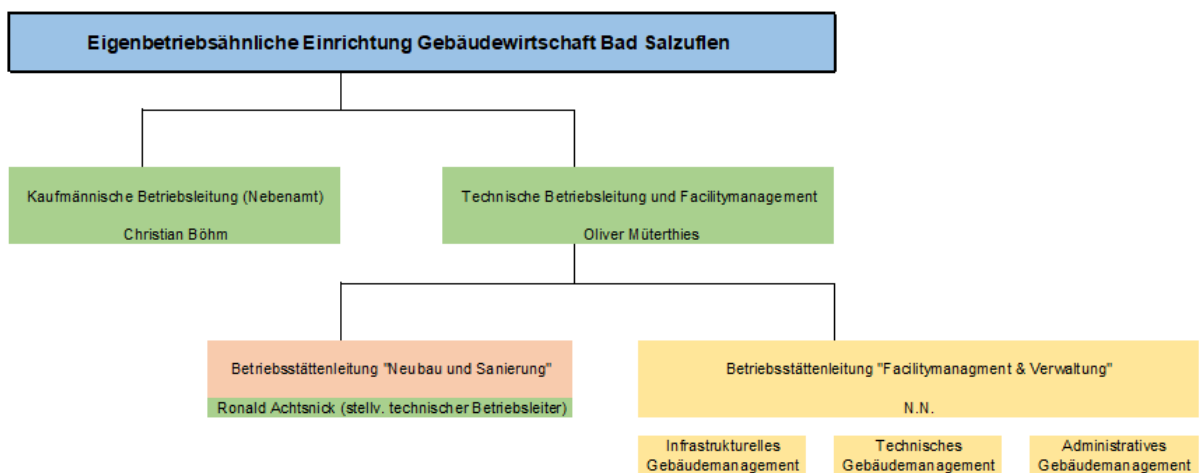 Eigenbetriebsähnliche Einrichtung Gebäudewirtschaft Bad Salzuflen
Kaufmännische Betriebsleitung (Nebenamt)
Christian Böhm
Technische Betriebsleitung und Facilitymanagement
Oliver Müterthies
Betriebsstättenleitung "Neubau und Sanierung"
Ronald Achtsnick (stellv. technischer Betriebsleiter)
Betriebsstättenleitung "Facilitymanagment & Verwaltung"
N.N.
Infrastrukturelles
Gebäudemanagement
Technisches
Gebäudemanagement
Administratives
Gebäudemanagement